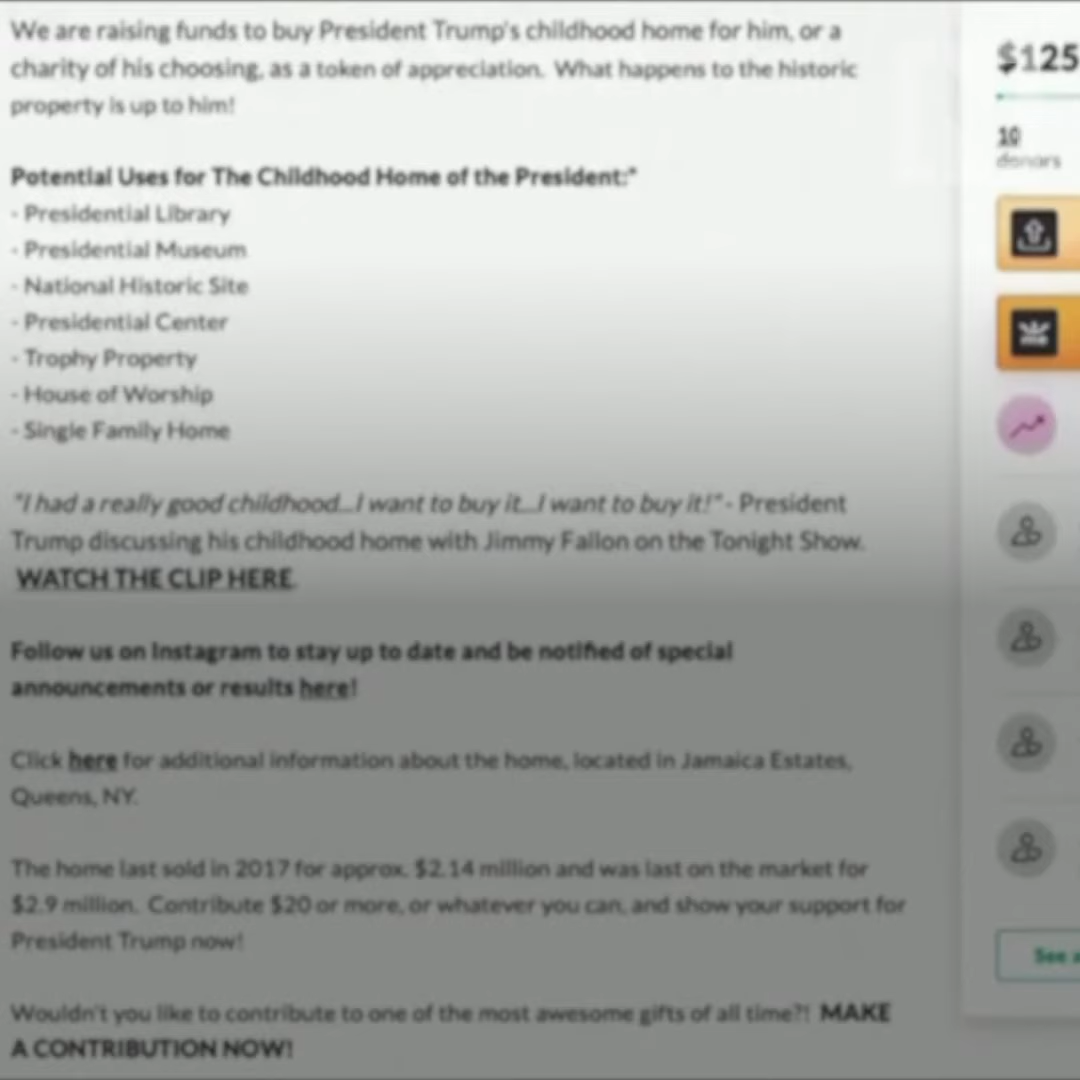 We are raising funds to buy President Trump's childhood home for him, or a
charity of his choosing, as a token of appreciation. What happens to the historic
property is up to him!
Potential Uses for The Childhood Home of the President:*
- Presidential Library
- Presidential Museum
- National Historic Site
- Presidential Center
- Trophy Property
- House of Worship
- Single Family Home
"I had a really good childhood...I want to buy it...I want to buy it!" - President
Trump discussing his childhood home with Jimmy Fallon on the Tonight Show.
WATCH THE CLIP HERE.
Follow us on Instagram to stay up to date and be notified of special
announcements or results here!
Click here for additional information about the home, located in Jamaica Estates,
Queens, NY.
The home last sold in 2017 for approx. $2.14 million and was last on the market for
$2.9 million. Contribute $20 or more, or whatever you can, and show your support for
President Trump now!
Wouldn't you like to contribute to one of the most awesome gifts of all time?! MAKE
A CONTRIBUTION NOW!
$125
10
donors
me
See a